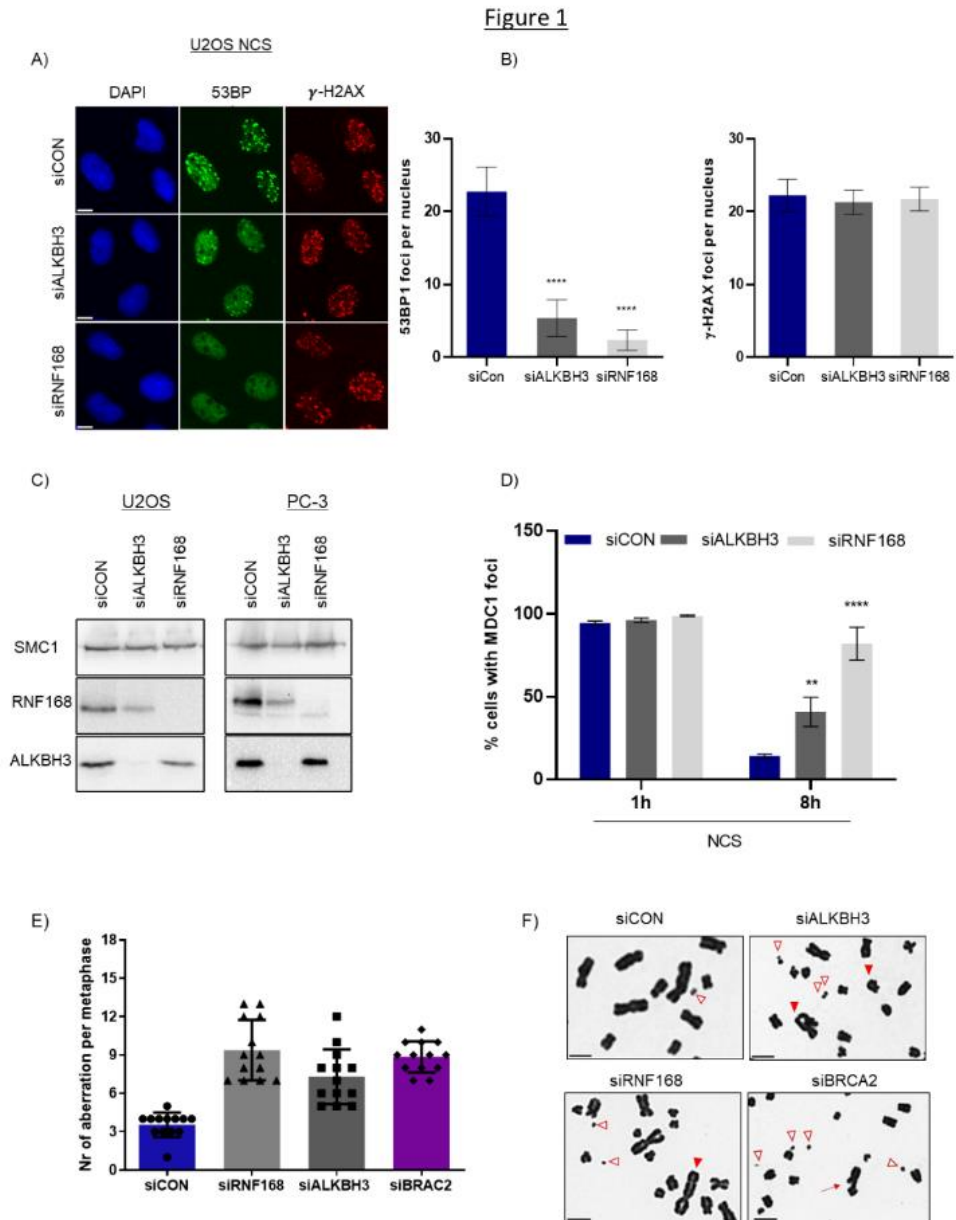 Figure 1
A)
U2OS NCS
DAPI 53BP γ-H2AX
siCON
siALKBH3
siRNF168
B)
53BP1 foci per nucleus
30
20
10
0
****
****
siCon siALKBH3 siRNF168
γ-H2AX foci per nucleus
30
20
10
0
siCon siALKBH3 siRNF168
C)
U2OS PC-3
siCON siALKBH3 siRNF168 siCON siALKBH3 siRNF168
SMC1
RNF168
ALKBH3
D)
% cells with MDC1 foci
150
100
50
0
siCON siALKBH3 siRNF168
**
****
1h 8h
NCS
E)
Nr of aberration per metaphase
18
15
12
9
6
3
0
siCON siRNF168 siALKBH3 siBRAC2
F)
siCON siALKBH3
siRNF168 siBRCA2